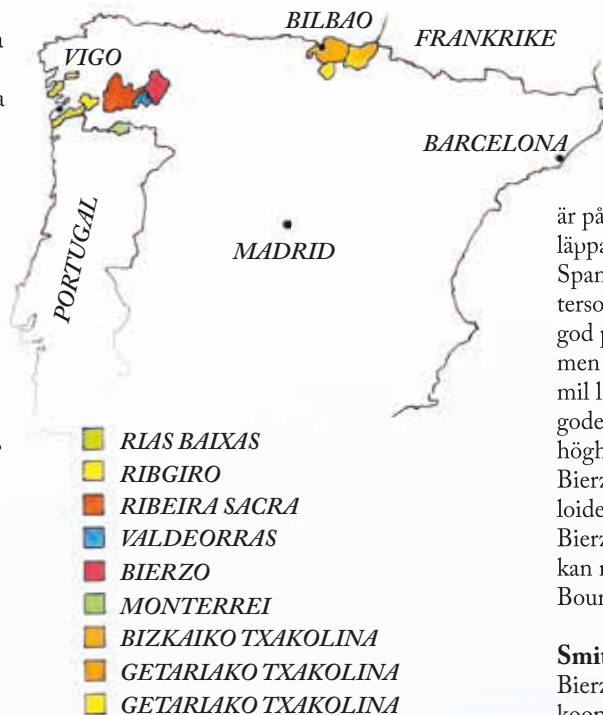 BILBAO
FRANKRIKE
VIGO
BARCELONA
MADRID
PORTUGAL
RIAS BAIXAS
RIBGIRO
RIBEIRA SACRA
VALDEORRAS
BIERZO
MONTERREI
BIZKAIKO TXAKOLINA
GETARIAKO TXAKOLINA
GETARIAKO TXAKOLINA
är på
läppa
Span
terso
god p
men
mil l
gode
högh
Bierz
loide
Bierz
kan
Bour
Smit
Bierz